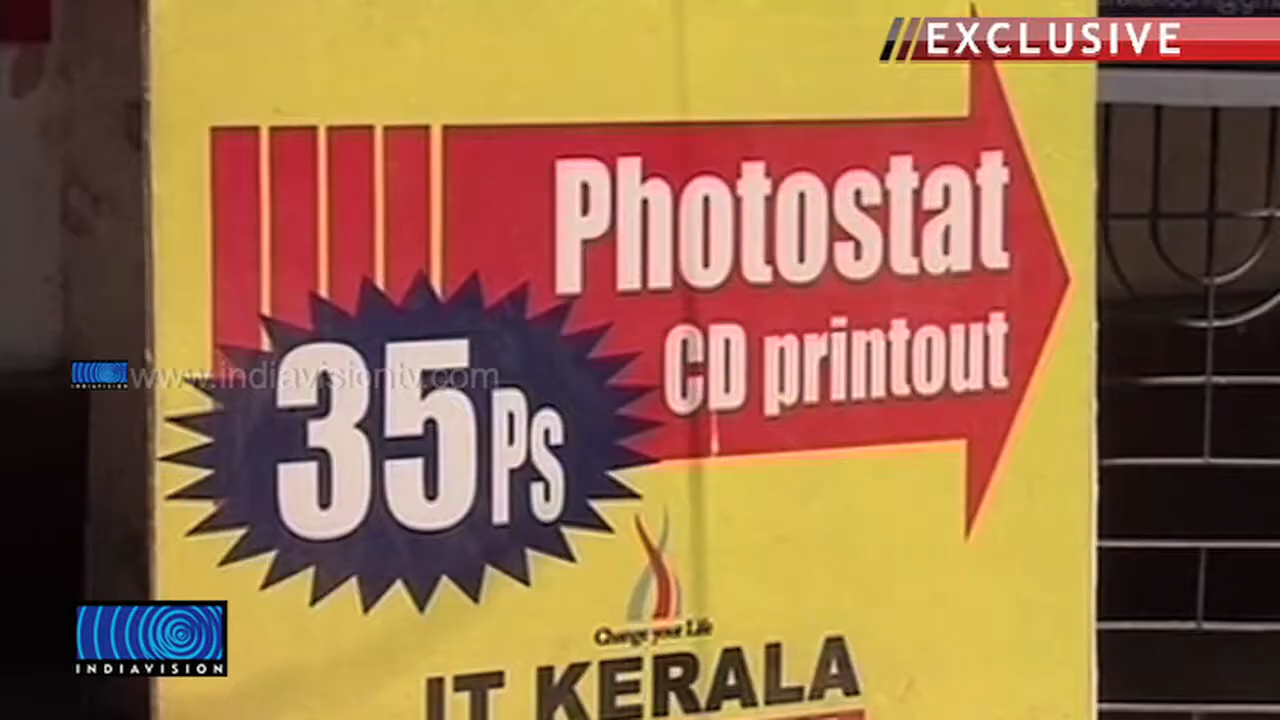 EXCLUSIVE
Photostat
CD printout
35Ps
www.indiavisiontv.com
Change your Life
IT KERALA
INDIAVISION